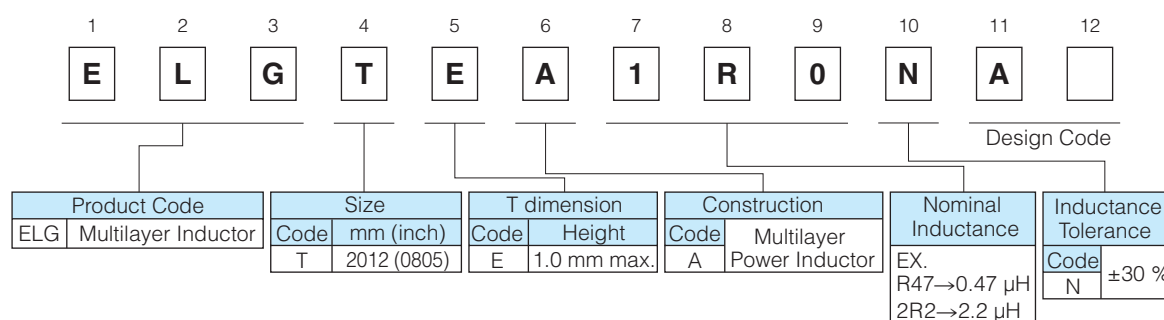 1 2 3 4 5 6 7 8 9 10 11 12
E L G T E A 1 R 0 N A
Design Code
Product Code
ELG Multilayer Inductor
Size
Code mm (inch)
T 2012 (0805)
T dimension
Code Height
E 1.0 mm max.
Construction
Code Multilayer
A Power Inductor
Nominal
Inductance
EX.
R47→0.47 µH
2R2→2.2 µH
Inductance
Tolerance
Code ±30 %
N